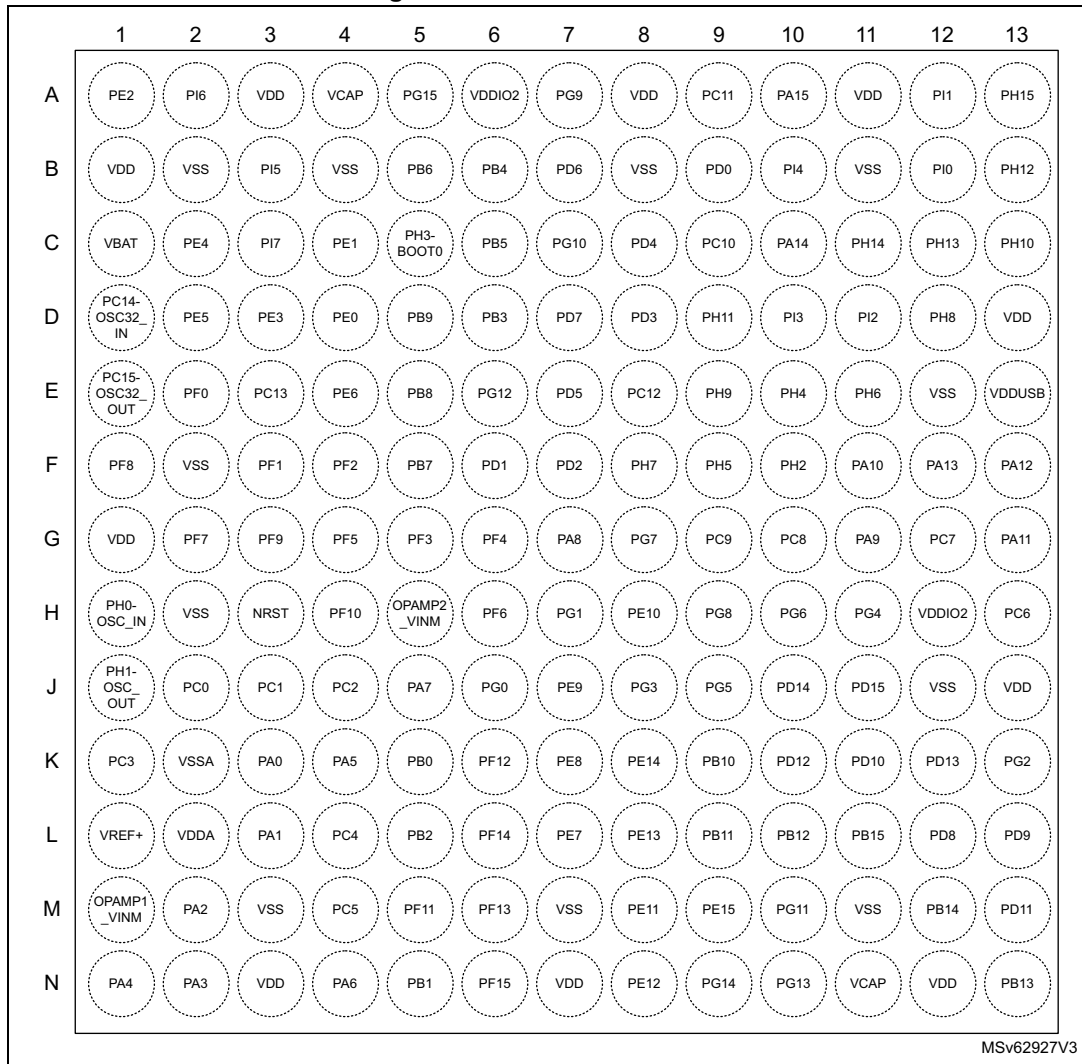 1 2 3 4 5 6 7 8 9 10 11 12 13
A PE2 PI6 VDD VCAP PG15 VDDIO2 PG9 VDD PC11 PA15 VDD PI1 PH15
B VDD VSS PI5 VSS PB6 PB4 PD6 VSS PD0 PI4 VSS PI0 PH12
C VBAT PE4 PI7 PE1 PH3-BOOT0 PB5 PG10 PD4 PC10 PA14 PH14 PH13 PH10
D PC14-OSC32_IN PE5 PE3 PE0 PB9 PB3 PD7 PD3 PH11 PI3 PI2 PH8 VDD
E PC15-OSC32_OUT PF0 PC13 PE6 PB8 PG12 PD5 PC12 PH9 PH4 PH6 VSS VDDUSB
F PF8 VSS PF1 PF2 PB7 PD1 PD2 PH7 PH5 PH2 PA10 PA13 PA12
G VDD PF7 PF9 PF5 PF3 PF4 PA8 PG7 PC9 PC8 PA9 PC7 PA11
H PH0-OSC_IN VSS NRST PF10 OPAMP2_VINM PF6 PG1 PE10 PG8 PG6 PG4 VDDIO2 PC6
J PH1-OSC_OUT PC0 PC1 PC2 PA7 PG0 PE9 PG3 PG5 PD14 PD15 VSS VDD
K PC3 VSSA PA0 PA5 PB0 PF12 PE8 PE14 PB10 PD12 PD10 PD13 PG2
L VREF+ VDDA PA1 PC4 PB2 PF14 PE7 PE13 PB11 PB12 PB15 PD8 PD9
M OPAMP1_VINM PA2 VSS PC5 PF11 PF13 VSS PE11 PE15 PG11 VSS PB14 PD11
N PA4 PA3 VDD PA6 PB1 PF15 VDD PE12 PG14 PG13 VCAP VDD PB13
MSv62927V3